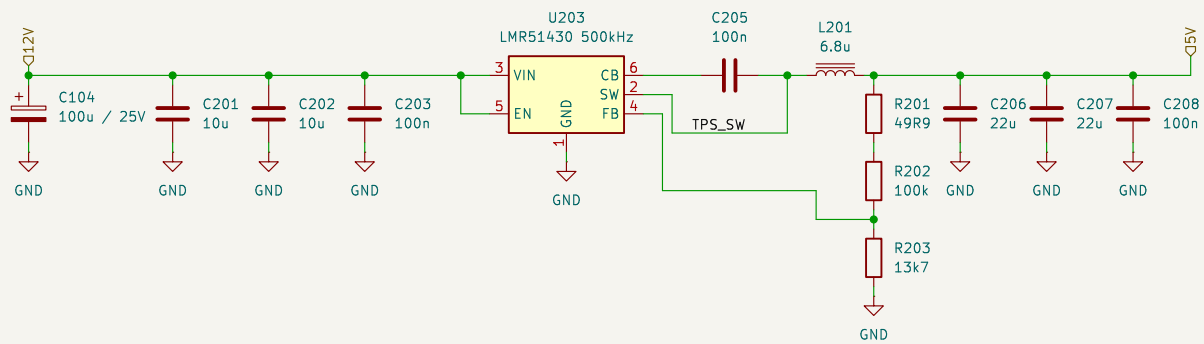 12V
C104
100u / 25V
GND
C201
10u
GND
C202
10u
GND
C203
100n
GND
U203
LMR51430 500kHz
3
VIN
5
EN
GND
1
GND
CB
6
SW
2
FB
4
C205
100n
TPS_SW
L201
6.8u
R201
49R9
R202
100k
R203
13k7
GND
C206
22u
GND
C207
22u
GND
C208
100n
GND
5V